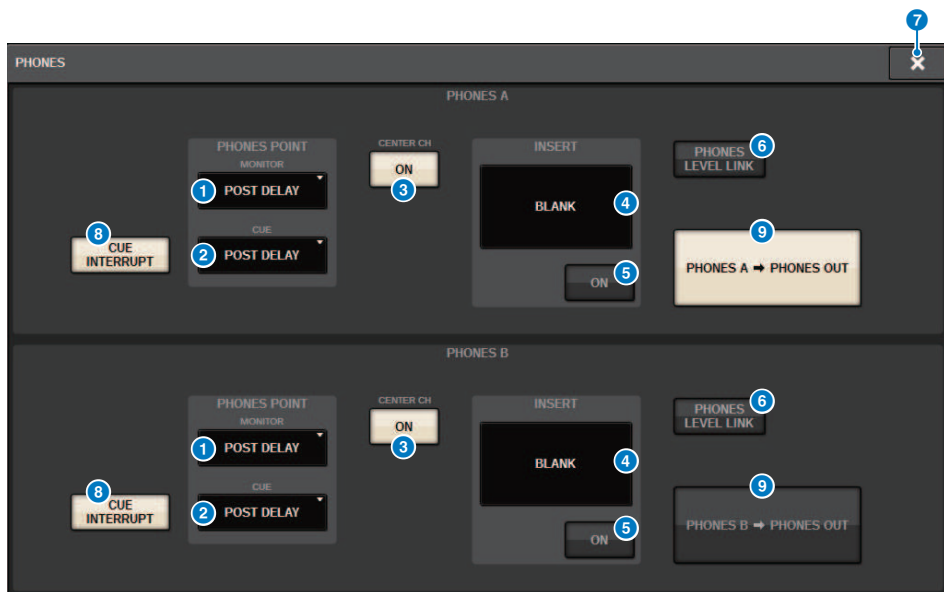 7
PHONES
×
PHONES A
PHONES POINT
MONITOR
1 POST DELAY
CUE
2 POST DELAY
8
CUE
INTERRUPT
CENTER CH
ON
3
INSERT
BLANK 4
ON 5
PHONES
LEVEL LINK 6
9
PHONES A ➡ PHONES OUT
PHONES B
PHONES POINT
MONITOR
1 POST DELAY
CUE
2 POST DELAY
8
CUE
INTERRUPT
CENTER CH
ON
3
INSERT
BLANK 4
ON 5
PHONES
LEVEL LINK 6
9
PHONES B ➡ PHONES OUT